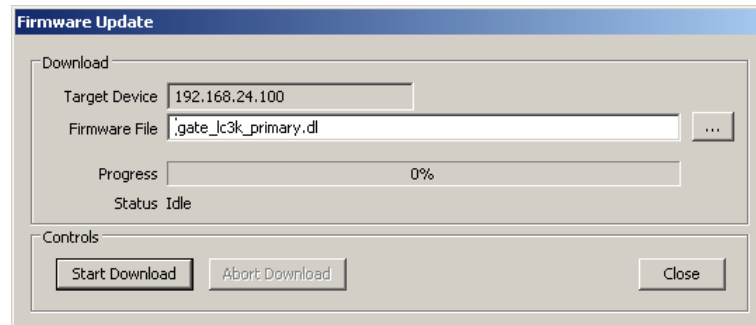 Firmware Update
Download
Target Device 192.168.24.100
Firmware File gate_lc3k_primary.dl ...
Progress 0%
Status Idle
Controls
Start Download Abort Download Close